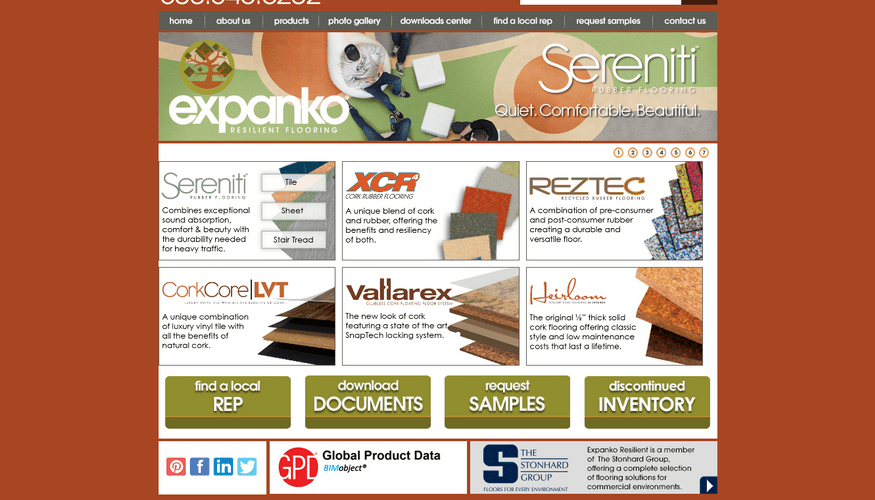 home about us products photo gallery downloads center find a local rep request samples contact us
Sereniti™
RUBBER FLOORING
expanko®
RESILIENT FLOORING
Quiet. Comfortable. Beautiful.
1 2 3 4 5 6 7
Sereniti
RUBBER FLOORING
Combines exceptional
sound absorption,
comfort & beauty with
the durability needed
for heavy traffic.
Tile
Sheet
Stair Tread
XCR
CORK RUBBER FLOORING
A unique blend of cork
and rubber, offering the
benefits and resiliency
of both.
REZTEC
RECYCLED RUBBER FLOORING
A combination of pre-consumer
and post-consumer rubber
creating a durable and
versatile floor.
CorkCore|LVT
A unique combination
of luxury vinyl tile with
all the benefits of
natural cork.
Vallarex
GLUELESS CORK FLOATING FLOOR SYSTEM
The new look of cork
featuring a state of the art,
SnapTech locking system.
Heirloom
The original ½" thick solid
cork flooring offering classic
style and low maintenance
costs that last a lifetime.
find a local
REP
download
DOCUMENTS
request
SAMPLES
discontinued
INVENTORY
GPD
Global Product Data
BIMobject®
THE
STONHARD
GROUP
FLOORS FOR EVERY ENVIRONMENT
Expanko Resilient is a member
of The Stonhard Group,
offering a complete selection
of flooring solutions for
commercial environments.